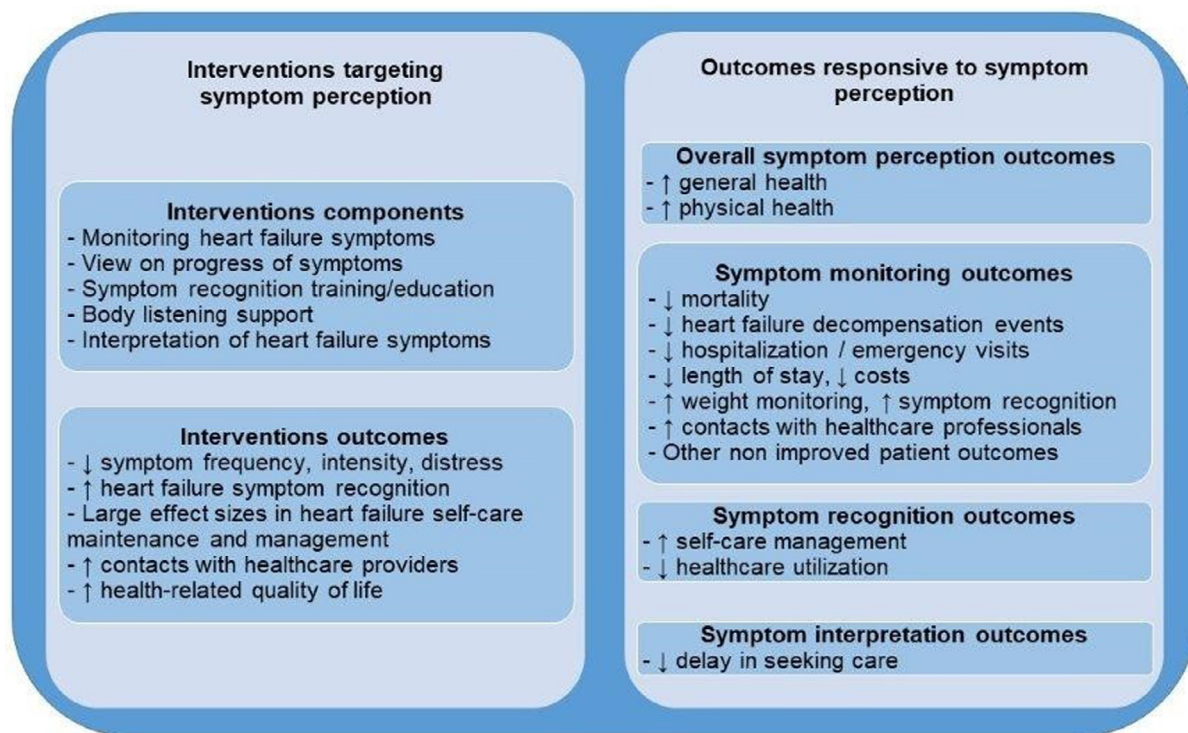 Interventions targeting
symptom perception
Interventions components
- Monitoring heart failure symptoms
- View on progress of symptoms
- Symptom recognition training/education
- Body listening support
- Interpretation of heart failure symptoms
Interventions outcomes
- ↓ symptom frequency, intensity, distress
- ↑ heart failure symptom recognition
- Large effect sizes in heart failure self-care
maintenance and management
- ↑ contacts with healthcare providers
- ↑ health-related quality of life
Outcomes responsive to symptom
perception
Overall symptom perception outcomes
- ↑ general health
- ↑ physical health
Symptom monitoring outcomes
- ↓ mortality
- ↓ heart failure decompensation events
- ↓ hospitalization / emergency visits
- ↓ length of stay, ↓ costs
- ↑ weight monitoring, ↑ symptom recognition
- ↑ contacts with healthcare professionals
- Other non improved patient outcomes
Symptom recognition outcomes
- ↑ self-care management
- ↓ healthcare utilization
Symptom interpretation outcomes
- ↓ delay in seeking care